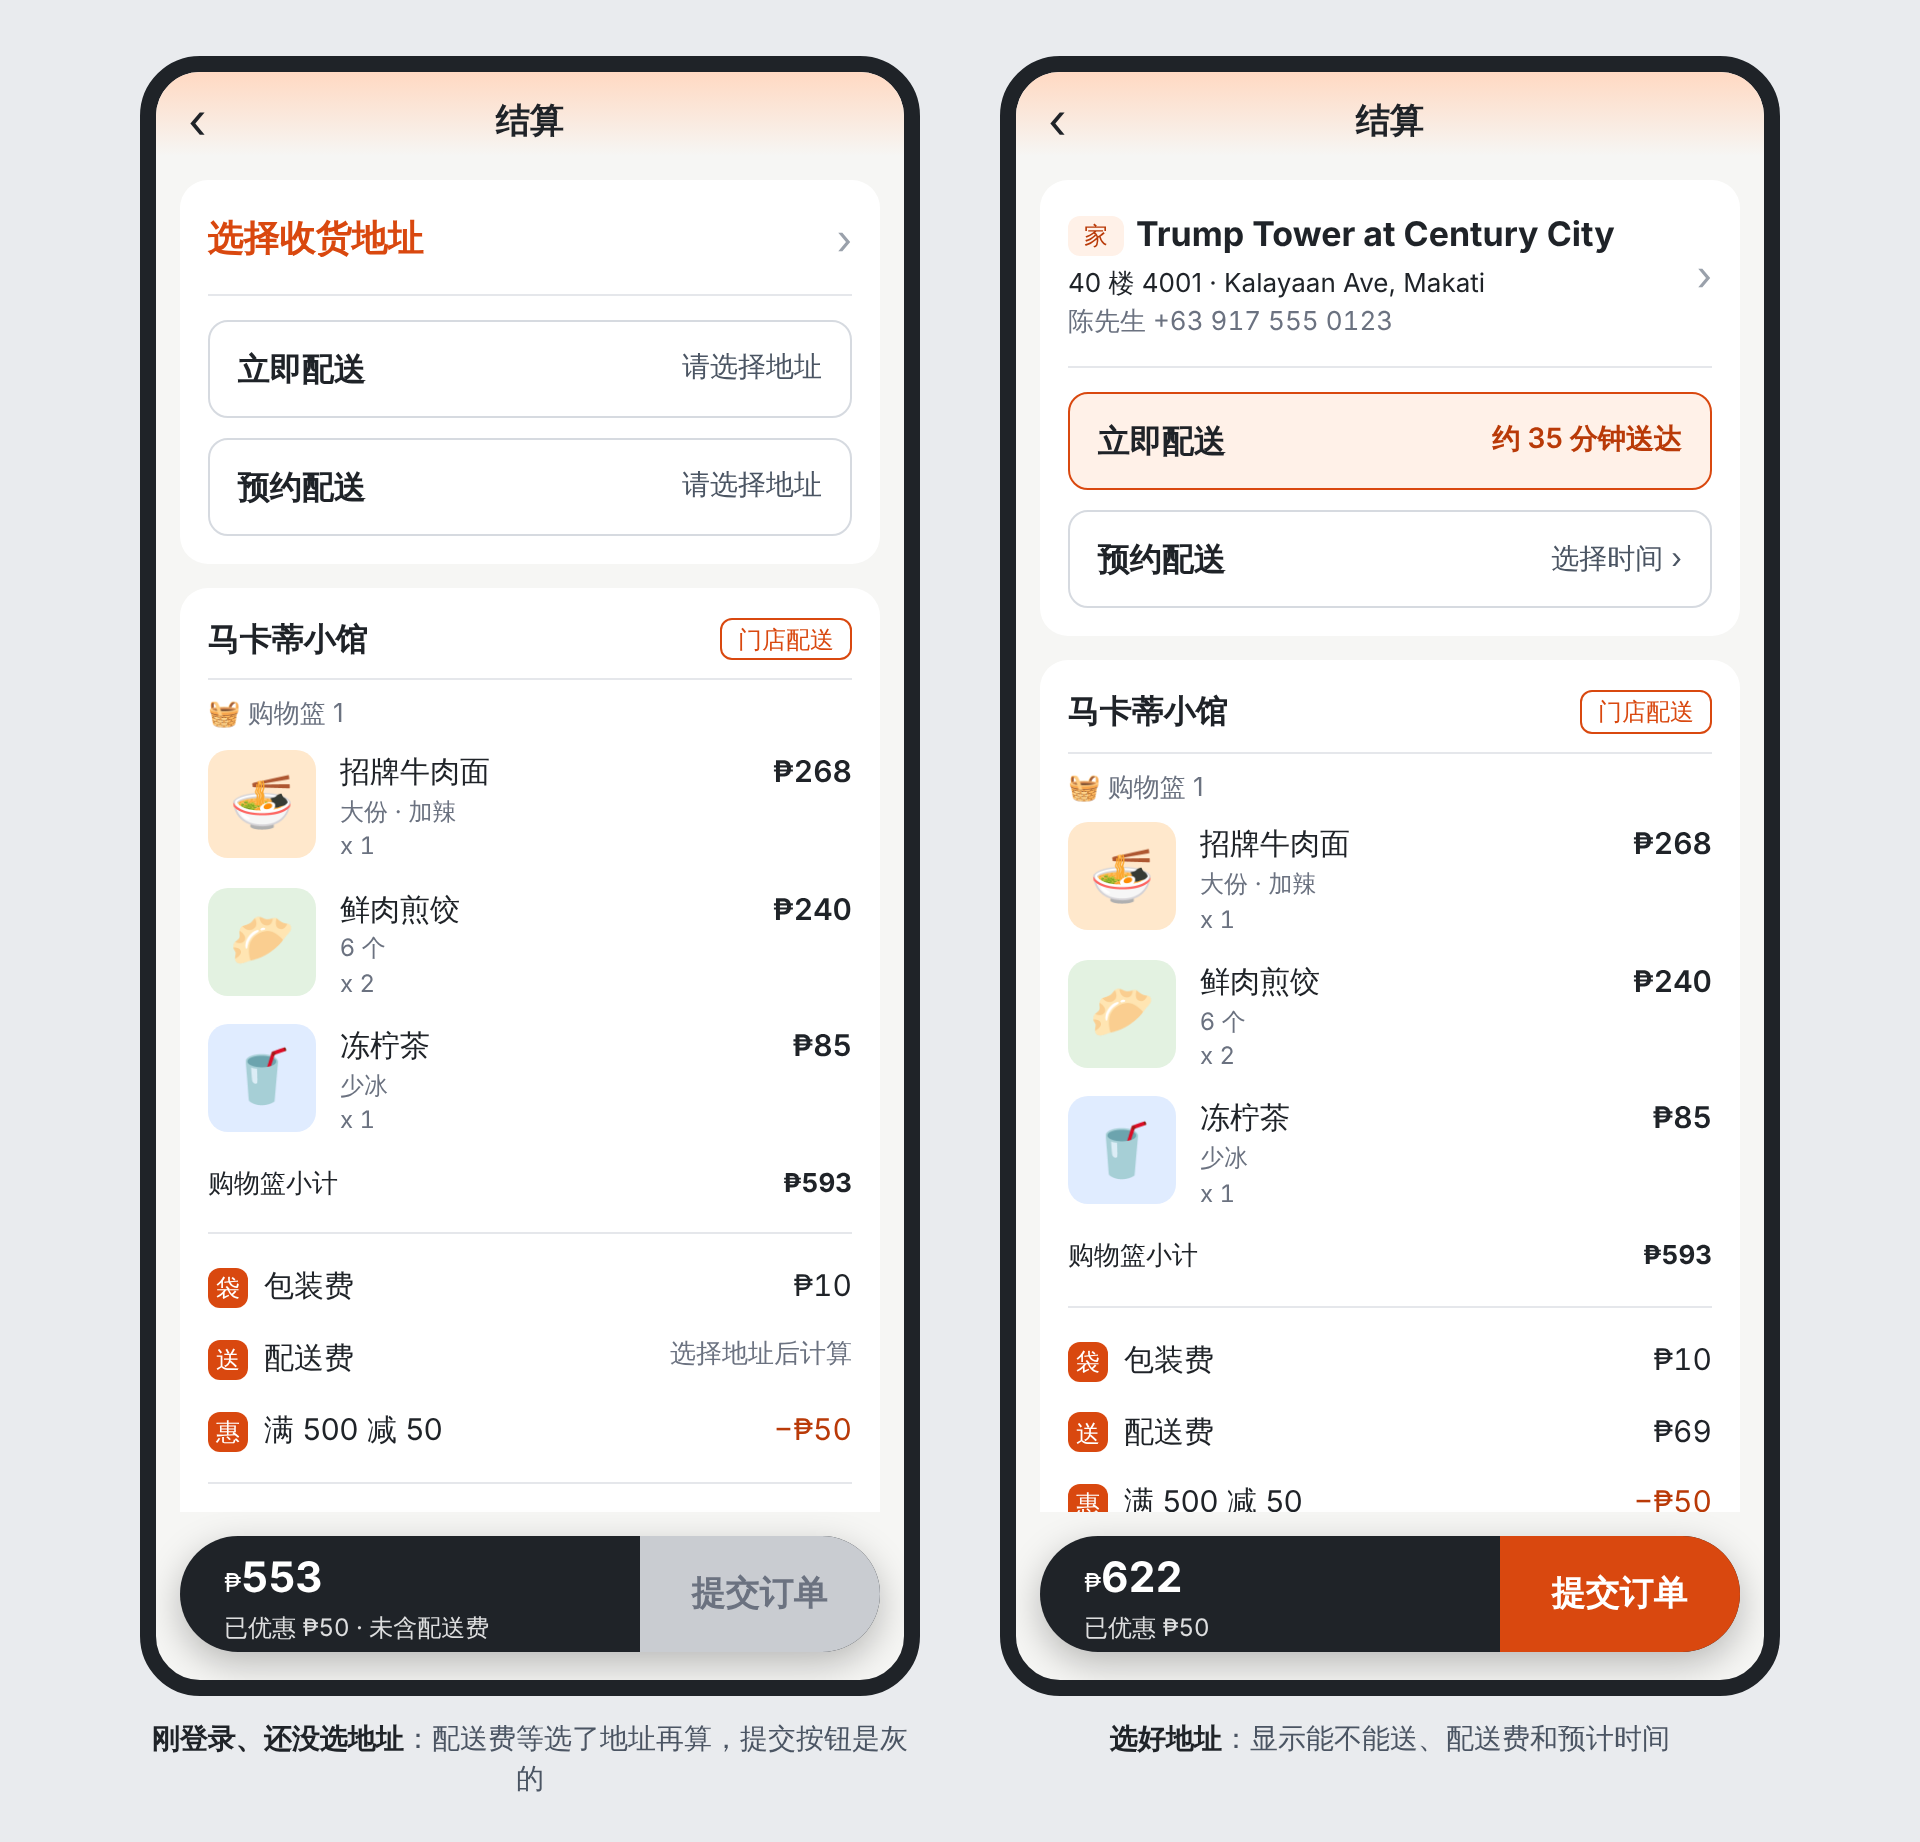 结算
选择收货地址
立即配送 请选择地址
预约配送 请选择地址
马卡蒂小馆 门店配送
购物篮 1
招牌牛肉面 ₱268
大份 · 加辣
x 1
鲜肉煎饺 ₱240
6 个
x 2
冻柠茶 ₱85
少冰
x 1
购物篮小计 ₱593
袋 包装费 ₱10
送 配送费 选择地址后计算
惠 满 500 减 50 −₱50
₱553
已优惠 ₱50 · 未含配送费
提交订单
刚登录、还没选地址：配送费等选了地址再算，提交按钮是灰
的
结算
家 Trump Tower at Century City
40 楼 4001 · Kalayaan Ave, Makati
陈先生 +63 917 555 0123
立即配送 约 35 分钟送达
预约配送 选择时间 ›
马卡蒂小馆 门店配送
购物篮 1
招牌牛肉面 ₱268
大份 · 加辣
x 1
鲜肉煎饺 ₱240
6 个
x 2
冻柠茶 ₱85
少冰
x 1
购物篮小计 ₱593
袋 包装费 ₱10
送 配送费 ₱69
惠 满 500 减 50 −₱50
₱622
已优惠 ₱50
提交订单
选好地址：显示能不能送、配送费和预计时间